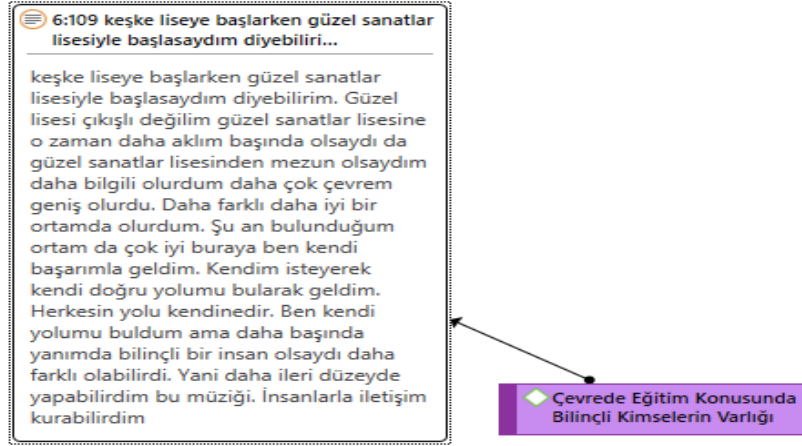 6:109 keşke liseye başlarken güzel sanatlar
lisesiyle başlasaydım diyebiliri...
keşke liseye başlarken güzel sanatlar
lisesiyle başlasaydım diyebilirim. Güzel
lisesi çıkışlı değilim güzel sanatlar lisesine
o zaman daha aklım başında olsaydı da
güzel sanatlar lisesinden mezun olsaydım
daha bilgili olurdum daha çok çevrem
geniş olurdu. Daha farklı daha iyi bir
ortamda olurdum. Şu an bulunduğum
ortam da çok iyi buraya ben kendi
başarımla geldim. Kendim isteyerek
kendi doğru yolumu bularak geldim.
Herkesin yolu kendinedir. Ben kendi
yolumu buldum ama daha başında
yanımda bilinçli bir insan olsaydı daha
farklı olabilirdi. Yani daha ileri düzeyde
yapabilirdim bu müziği. İnsanlarla iletişim
kurabilirdim
Çevrede Eğitim Konusunda
Bilinçli Kimselerin Varlığı